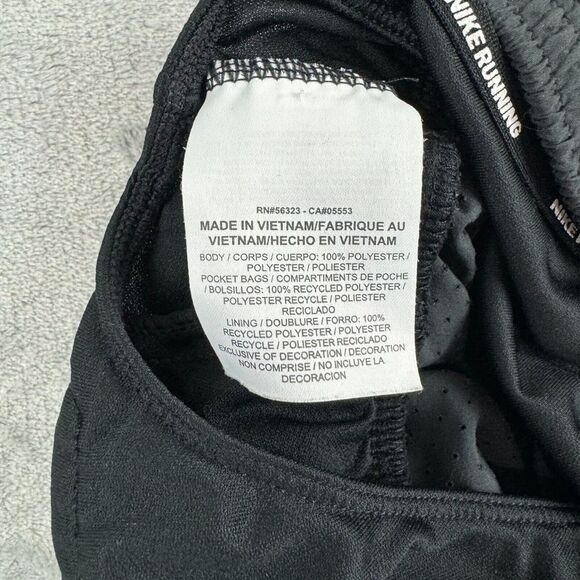 NIKE RUNNING
NIKE
RN#56323 - CA#05553
MADE IN VIETNAM/FABRIQUE AU
VIETNAM/HECHO EN VIETNAM
BODY / CORPS / CUERPO: 100% POLYESTER /
POLYESTER / POLIESTER
POCKET BAGS / COMPARTIMENTS DE POCHE
/ BOLSILLOS: 100% RECYCLED POLYESTER /
POLYESTER RECYCLE / POLIESTER
RECICLADO
LINING / DOUBLURE / FORRO: 100%
RECYCLED POLYESTER / POLYESTER
RECYCLE / POLIESTER RECICLADO
EXCLUSIVE OF DECORATION / DECORATION
NON COMPRISE / NO INCLUYE LA
DECORACION